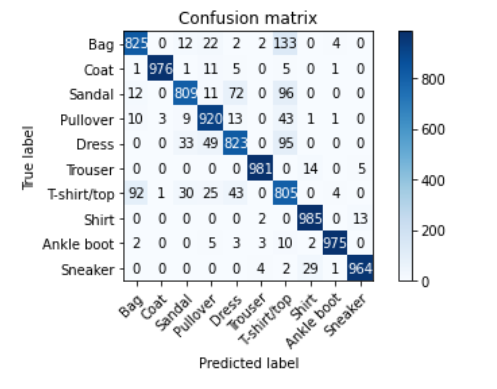 Confusion matrix
Bag 825 0 12 22 2 2 133 0 4 0
Coat 1 976 1 11 5 0 5 0 1 0
Sandal 12 0 809 11 72 0 96 0 0 0
Pullover 10 3 9 920 13 0 43 1 1 0
Dress 0 0 33 49 823 0 95 0 0 0
Trouser 0 0 0 0 0 981 0 14 0 5
T-shirt/top 92 1 30 25 43 0 805 0 4 0
Shirt 0 0 0 0 0 2 0 985 0 13
Ankle boot 2 0 0 5 3 3 10 2 975 0
Sneaker 0 0 0 0 0 4 2 29 1 964
Bag Coat Sandal Pullover Dress Trouser T-shirt/top Shirt Ankle boot Sneaker
Predicted label
True label
800
600
400
200
0